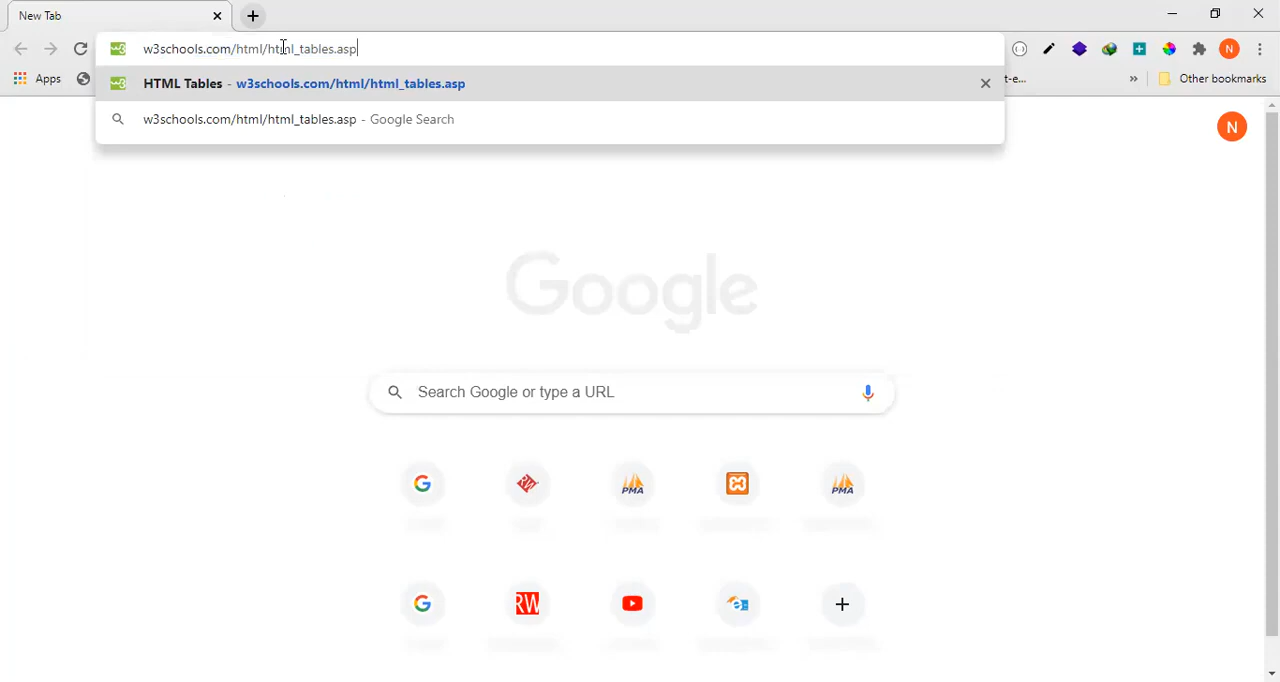 New Tab
w3schools.com/html/html_tables.asp
N
Apps
t-e...
»
Other bookmarks
HTML Tables - w3schools.com/html/html_tables.asp
w3schools.com/html/html_tables.asp - Google Search
N
Google
Search Google or type a URL
G
PMA
PMA
G
RW